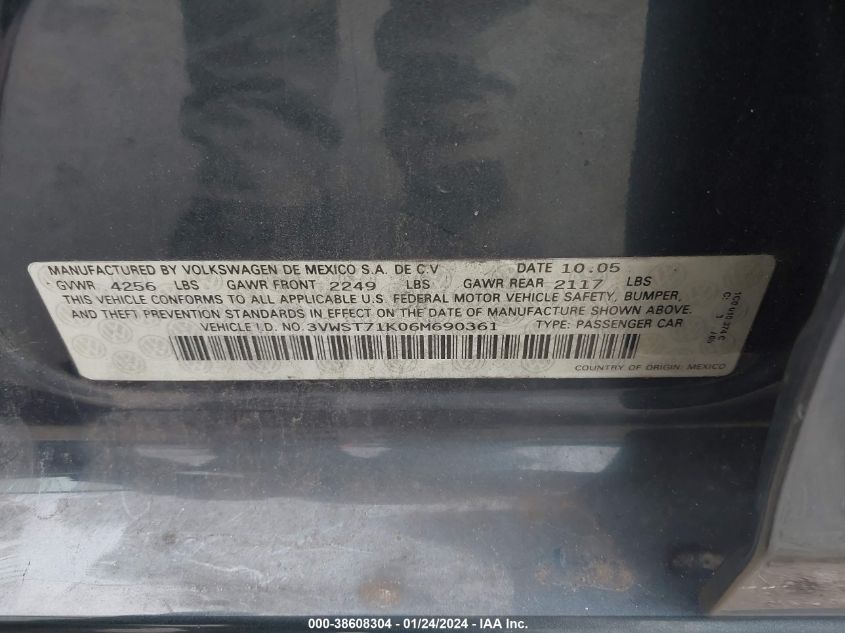 MANUFACTURED BY VOLKSWAGEN DE MEXICO S.A. DE C.V DATE 10.05
GVWR 4256 LBS GAWR FRONT 2249 LBS GAWR REAR 2117 LBS
THIS VEHICLE CONFORMS TO ALL APPLICABLE U.S. FEDERAL MOTOR VEHICLE SAFETY, BUMPER,
AND THEFT PREVENTION STANDARDS IN EFFECT ON THE DATE OF MANUFACTURE SHOWN ABOVE.
VEHICLE I.D. NO. 3VWST71K06M690361 TYPE: PASSENGER CAR
COUNTRY OF ORIGIN: MEXICO
000-38608304 - 01/24/2024 - IAA Inc.